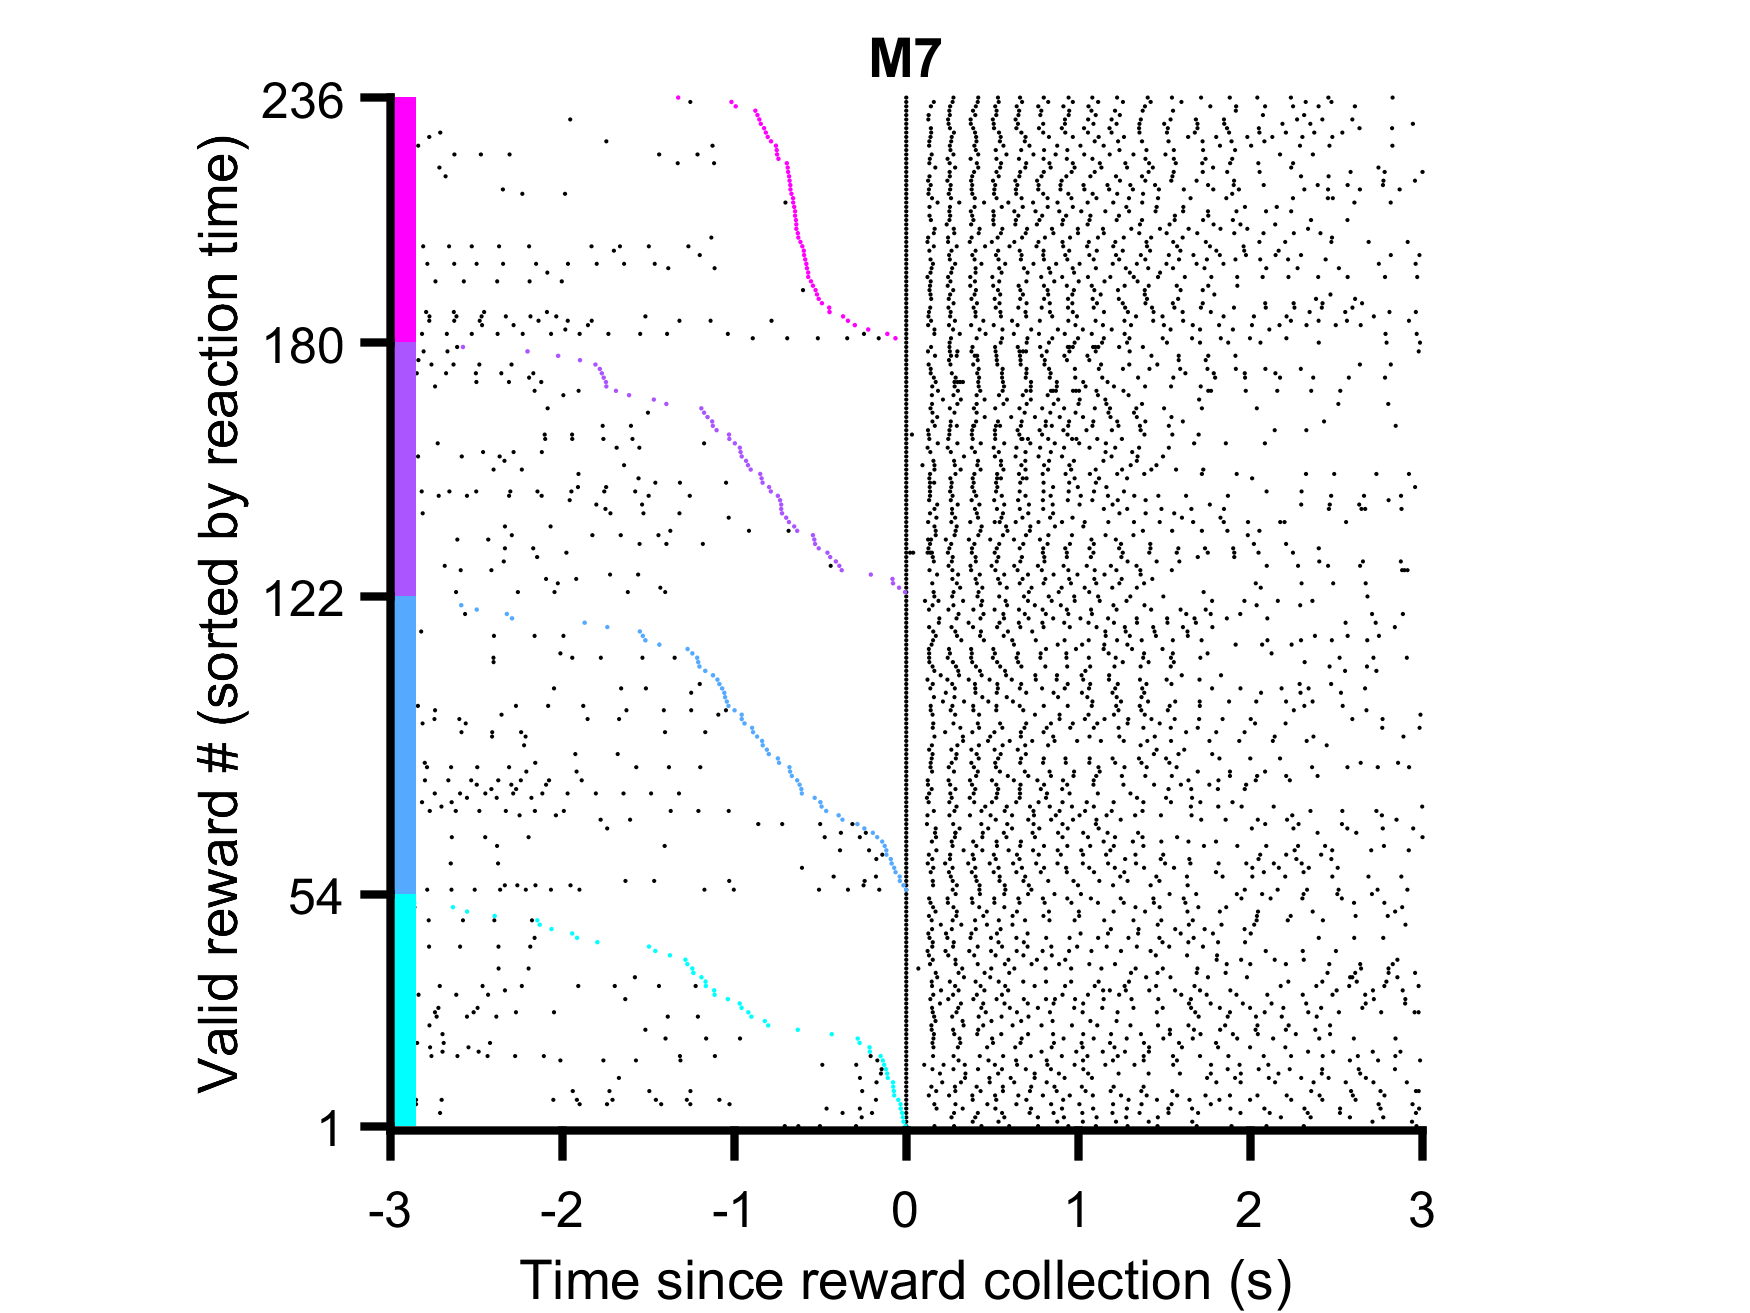 M7
Valid reward # (sorted by reaction time)
236
180
122
54
1
-3 -2 -1 0 1 2 3
Time since reward collection (s)